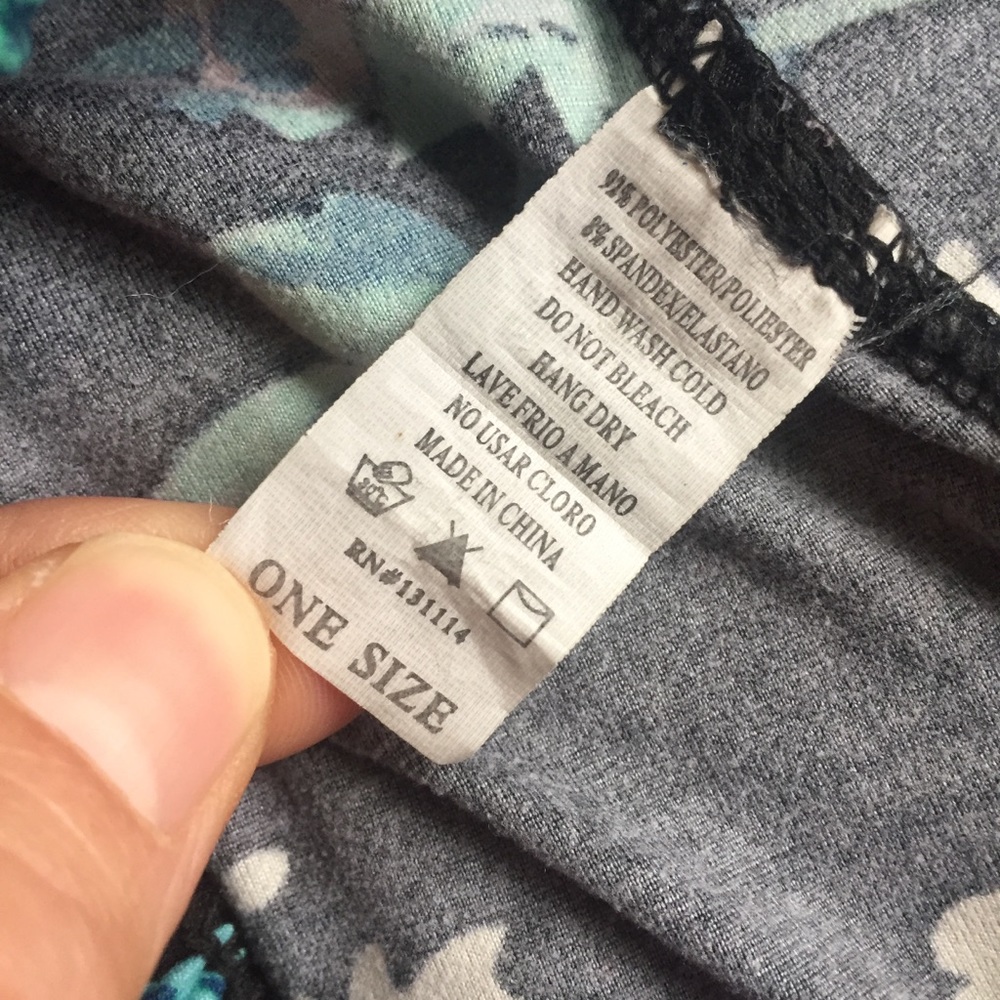 92% POLYESTER/POLIESTER
8% SPANDEX/ELASTANO
HAND WASH COLD
DO NOT BLEACH
HANG DRY
LAVE FRIO A MANO
NO USAR CLORO
MADE IN CHINA
30°C
RN#131114
ONE SIZE